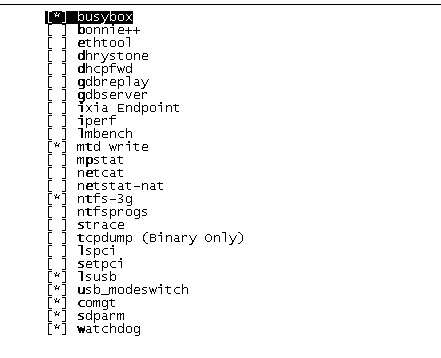 [*] busybox
[ ] bonnie++
[ ] ethtool
[ ] dhrystone
[ ] dhcpfwd
[ ] gdbreplay
[ ] gdbserver
[ ] ixia Endpoint
[ ] iperf
[ ] lmbench
[*] mtd write
[ ] mpstat
[ ] netcat
[ ] netstat-nat
[*] ntfs-3g
[ ] ntfsprogs
[ ] strace
[ ] tcpdump (Binary Only)
[ ] lspci
[ ] setpci
[*] lsusb
[*] usb_modeswitch
[*] comgt
[*] sdparm
[*] watchdog